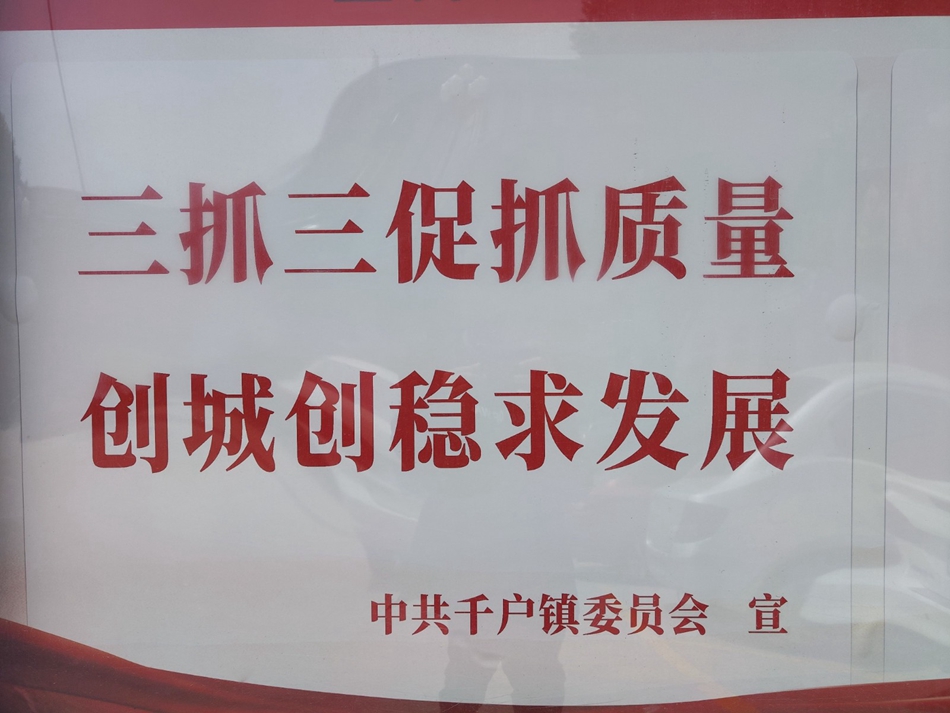 三抓三促抓质量
创城创稳求发展
中共千户镇委员会 宣